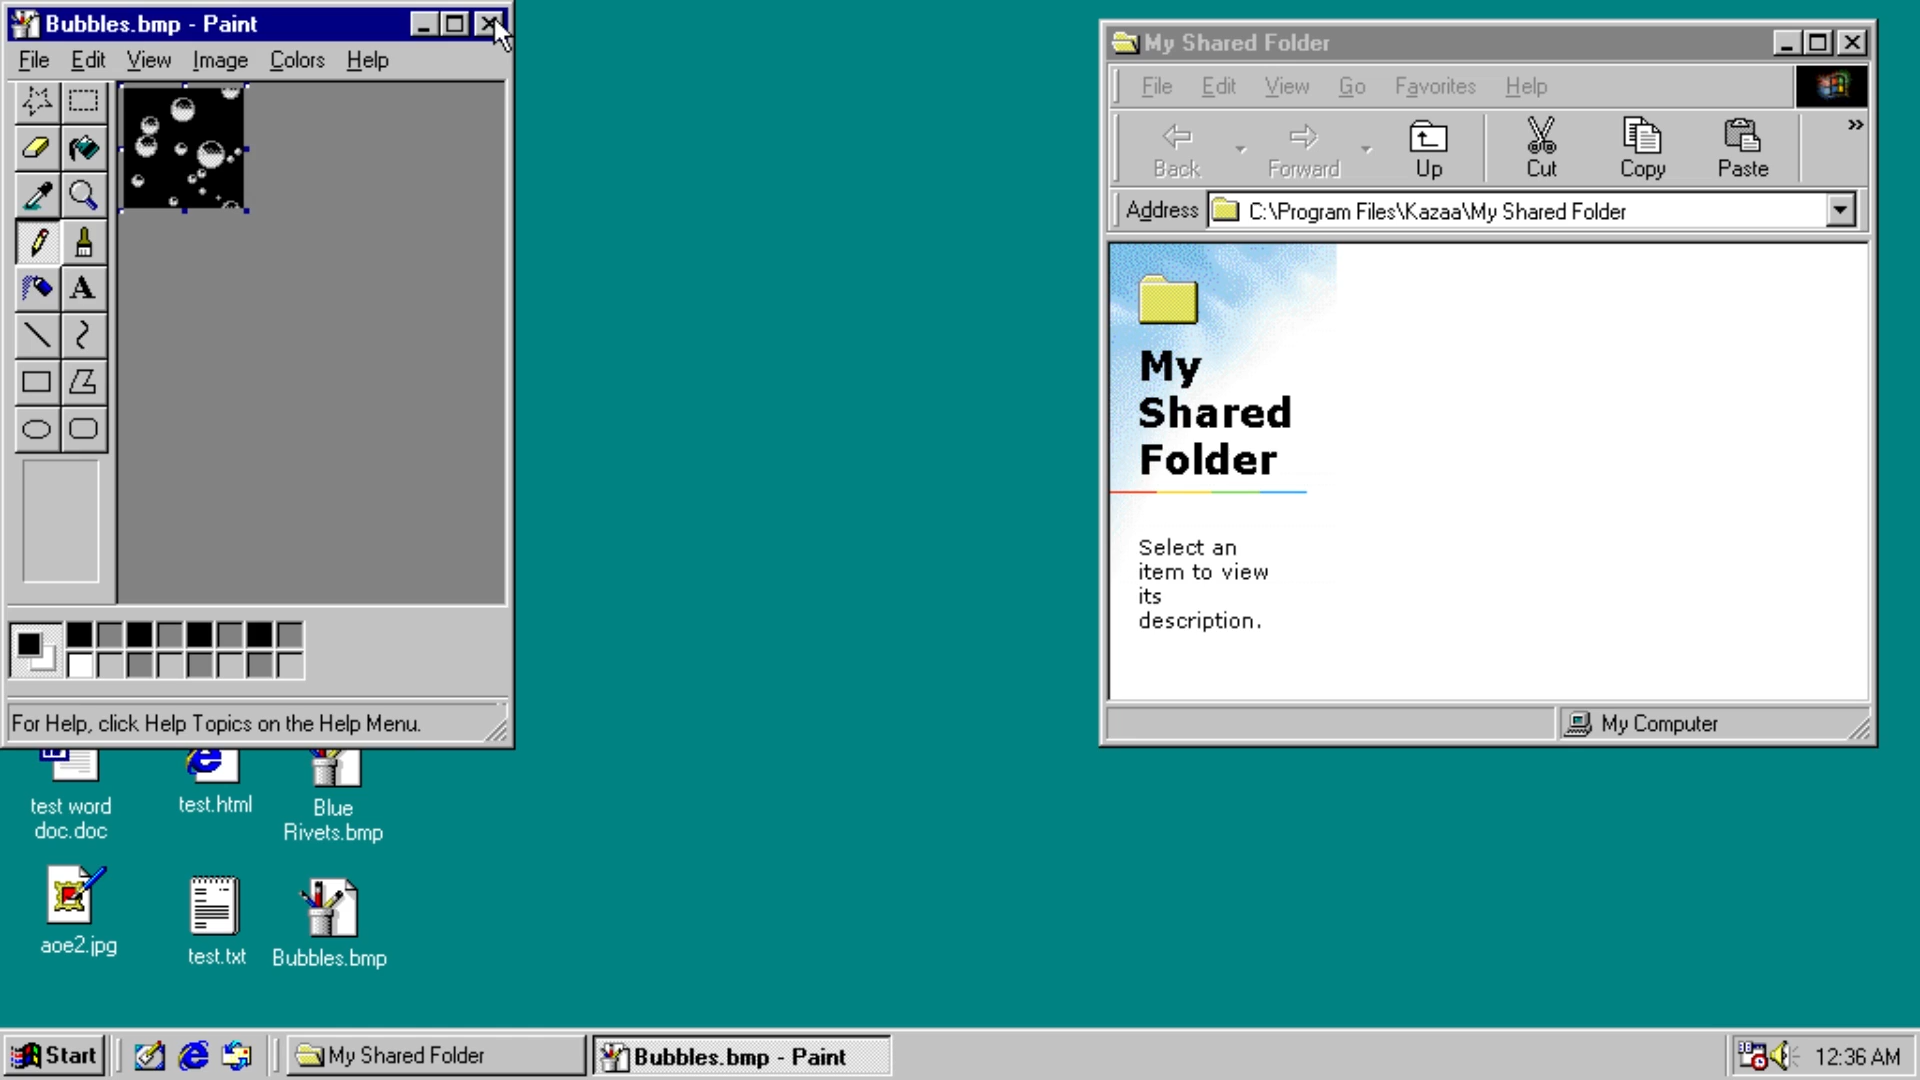 Bubbles.bmp - Paint
File Edit View Image Colors Help
A
For Help, click Help Topics on the Help Menu.
My Shared Folder
File Edit View Go Favorites Help
Back Forward Up Cut Copy Paste »
Address C:\Program Files\Kazaa\My Shared Folder
My
Shared
Folder
Select an
item to view
its
description.
My Computer
test word
doc.doc
test.html
Blue
Rivets.bmp
aoe2.jpg
test.txt
Bubbles.bmp
Start My Shared Folder Bubbles.bmp - Paint 12:36 AM